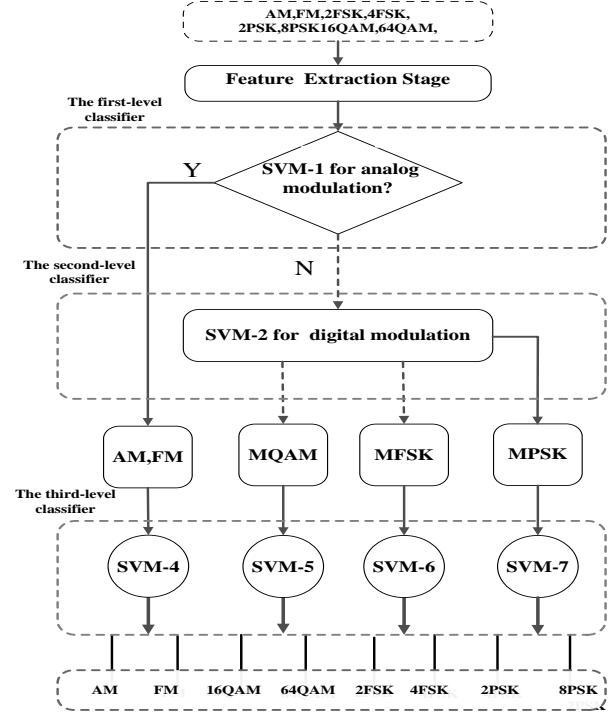 AM,FM,2FSK,4FSK,
2PSK,8PSK16QAM,64QAM,
Feature Extraction Stage
The first-level
classifier
SVM-1 for analog
modulation?
Y
N
The second-level
classifier
SVM-2 for digital modulation
AM,FM
MQAM
MFSK
MPSK
The third-level
classifier
SVM-4
SVM-5
SVM-6
SVM-7
AM
FM
16QAM
64QAM
2FSK
4FSK
2PSK
8PSK